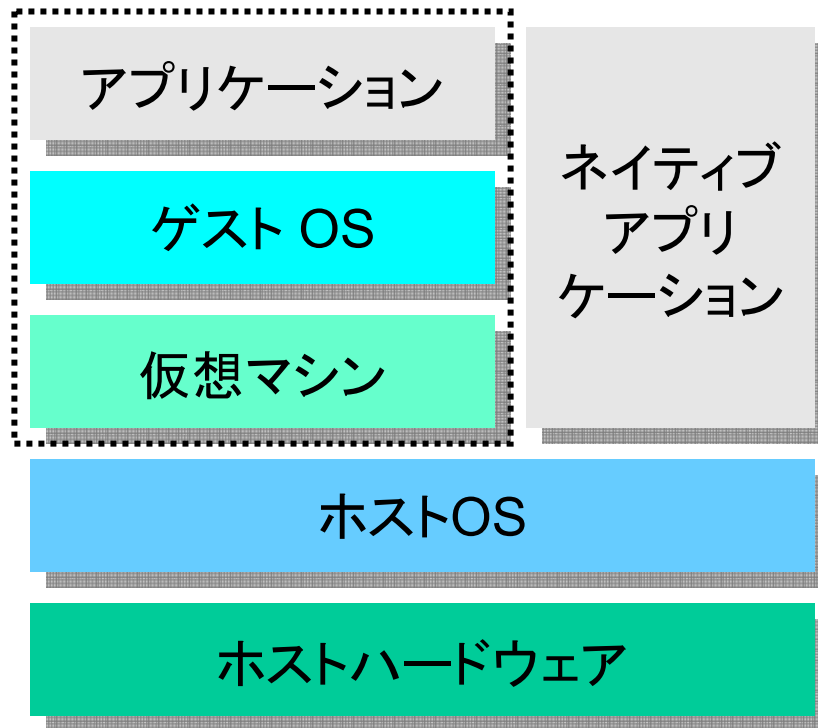 アプリケーション
ゲスト OS
仮想マシン
ネイティブ
アプリ
ケーション
ホストOS
ホストハードウェア